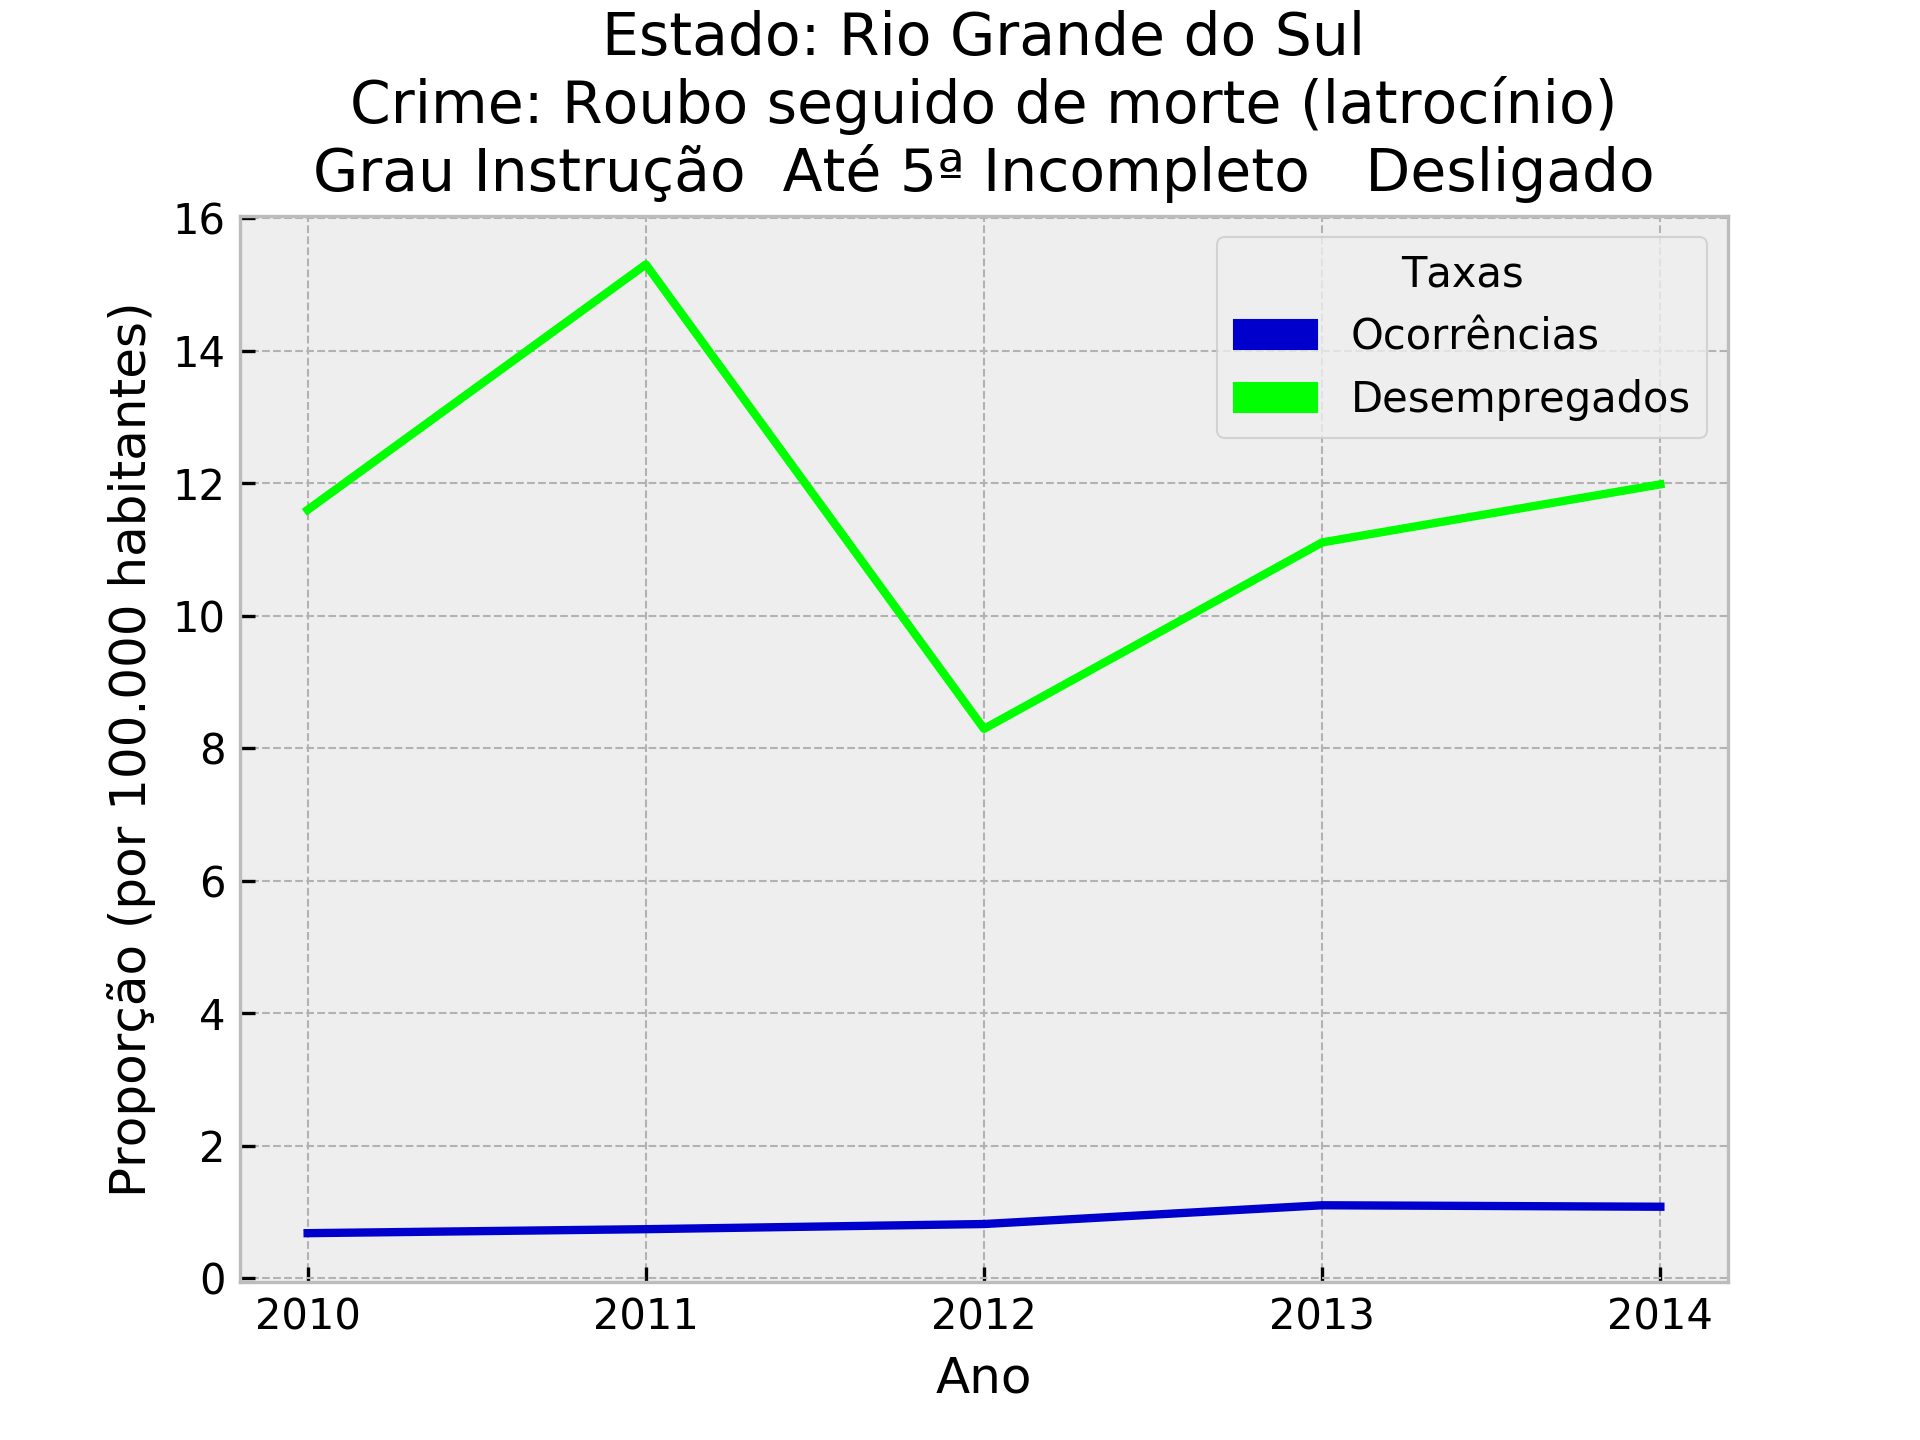 Estado: Rio Grande do Sul
Crime: Roubo seguido de morte (latrocínio)
Grau Instrução  Até 5ª Incompleto   Desligado
Proporção (por 100.000 habitantes)
16
14
12
10
8
6
4
2
0
Taxas
Ocorrências
Desempregados
2010 2011 2012 2013 2014
Ano